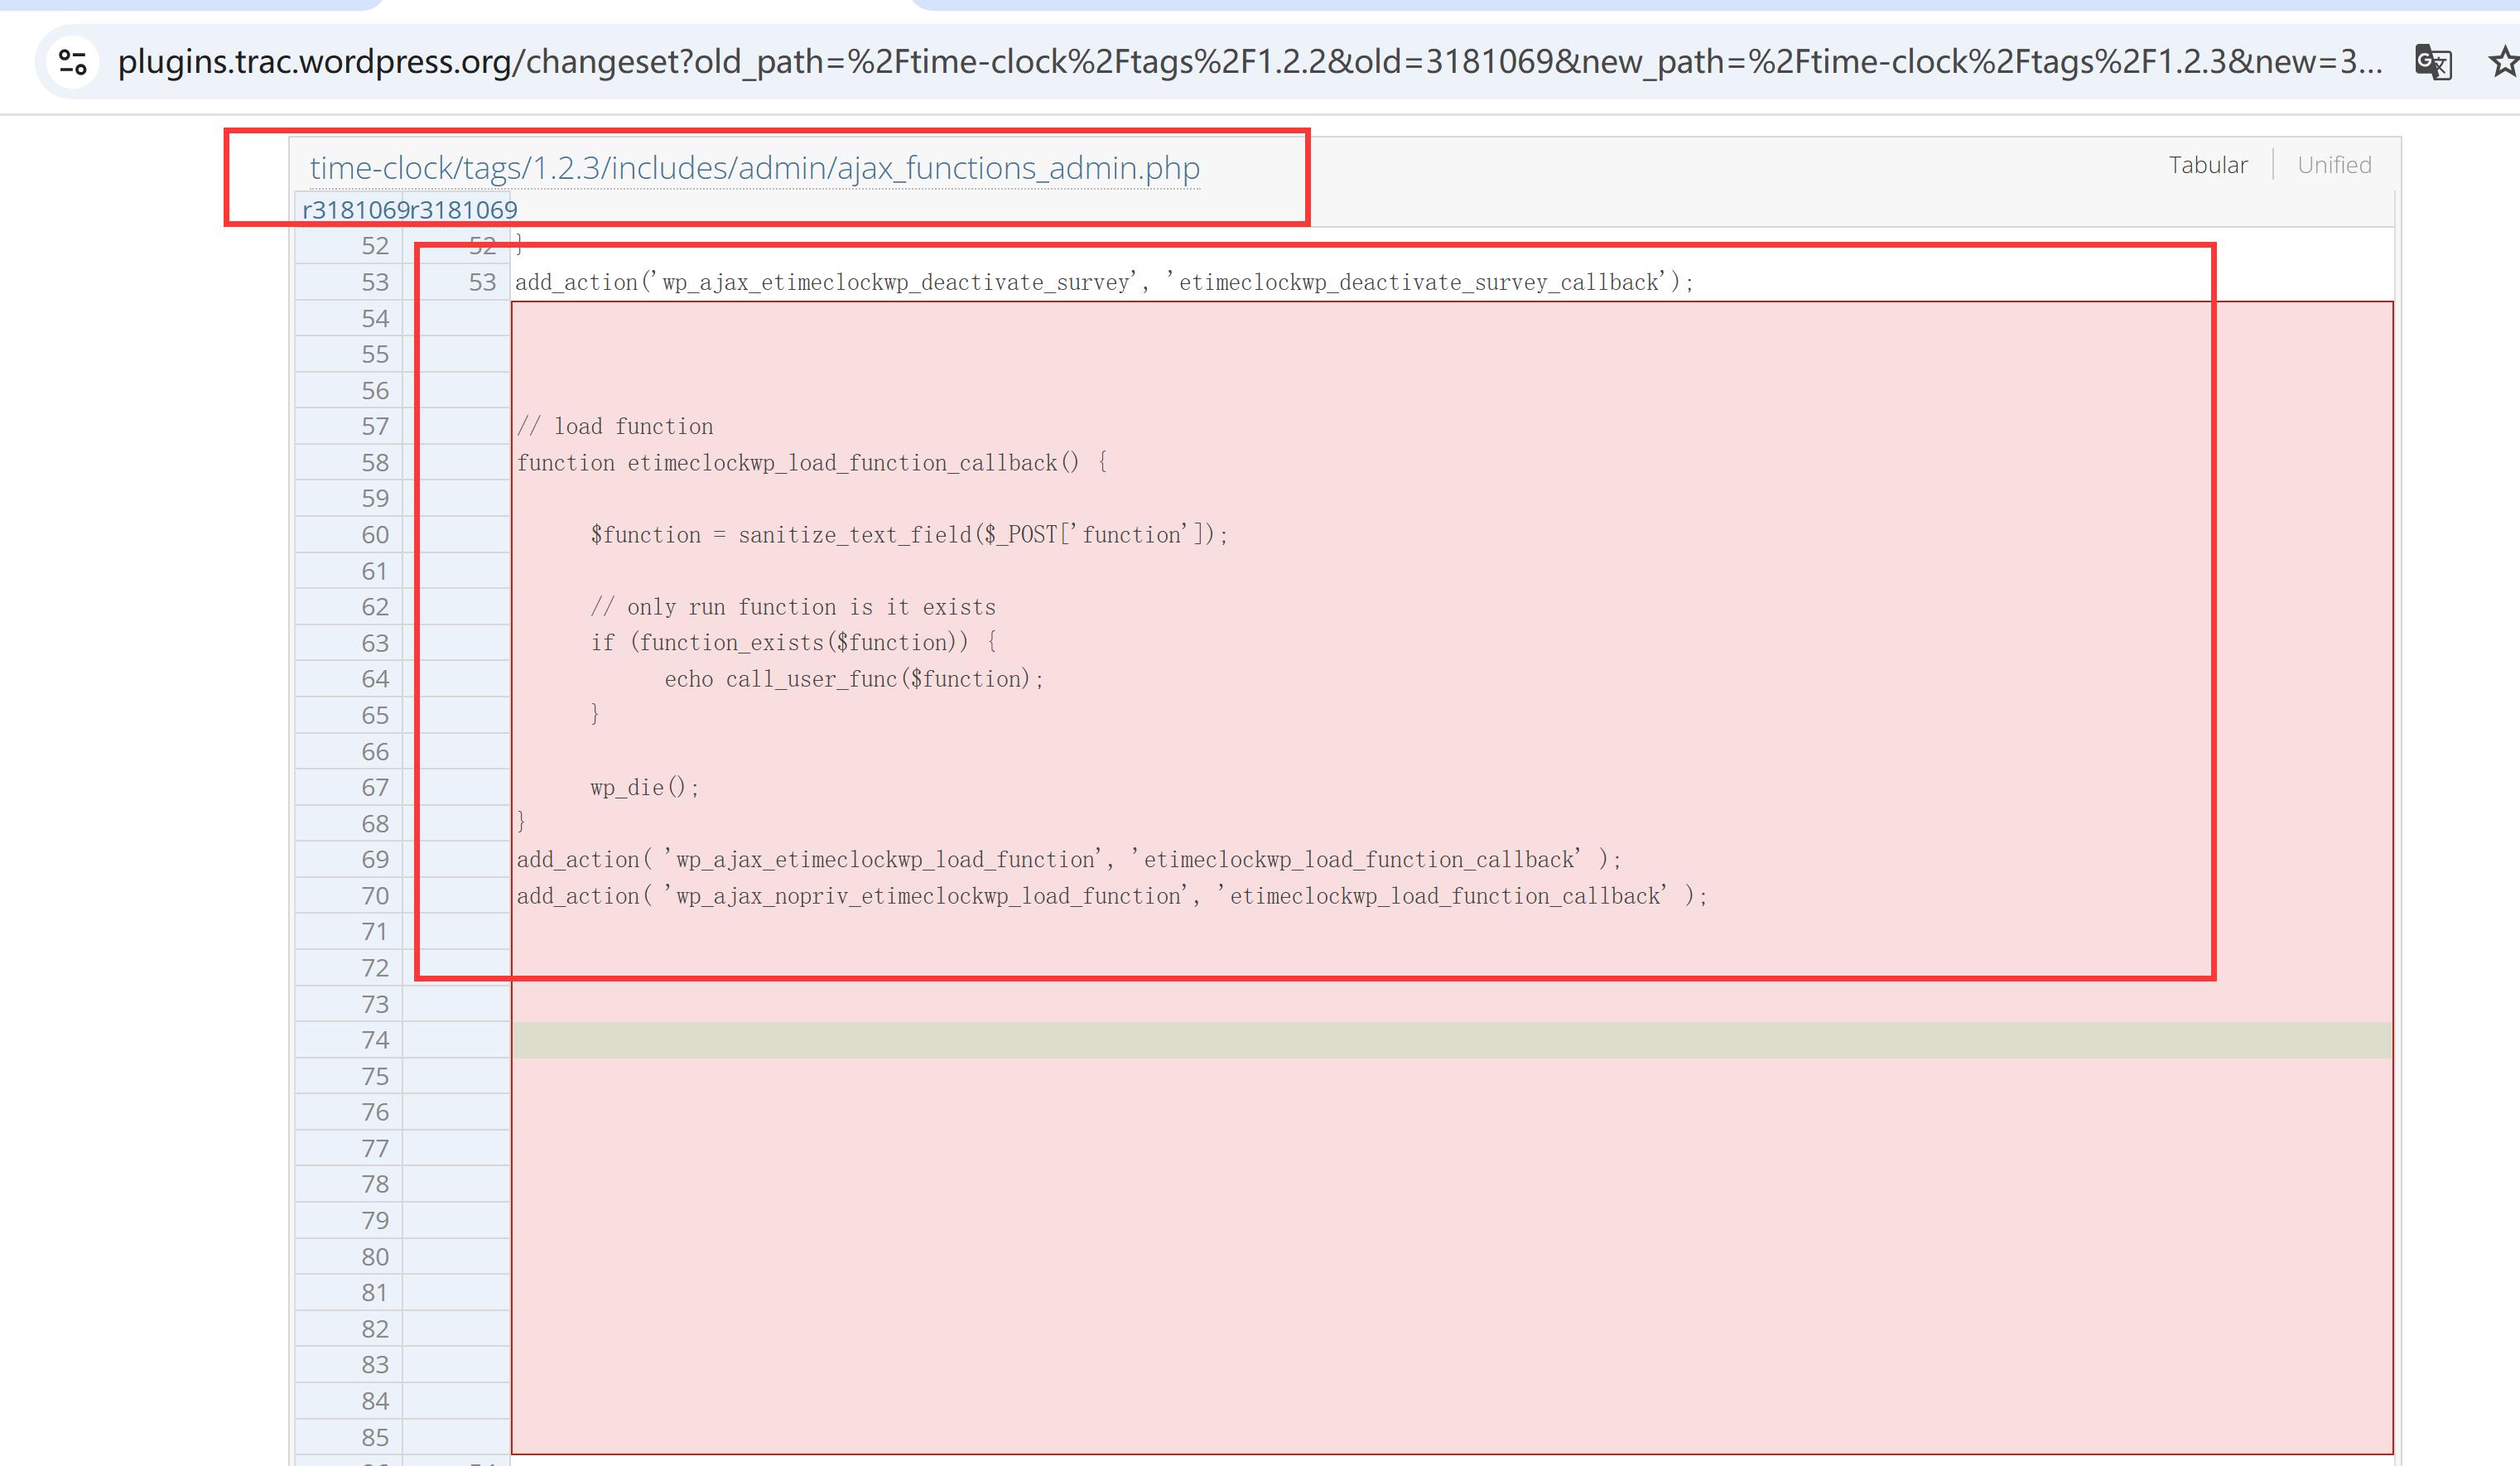 plugins.trac.wordpress.org/changeset?old_path=%2Ftime-clock%2Ftags%2F1.2.2&old=3181069&new_path=%2Ftime-clock%2Ftags%2F1.2.3&new=3...
time-clock/tags/1.2.3/includes/admin/ajax_functions_admin.php
Tabular Unified
r3181069 r3181069
52 52 }
53 53 add_action('wp_ajax_etimeclockwp_deactivate_survey', 'etimeclockwp_deactivate_survey_callback');
54
55
56
57 // load function
58 function etimeclockwp_load_function_callback() {
59
60 $function = sanitize_text_field($_POST['function']);
61
62 // only run function is it exists
63 if (function_exists($function)) {
64 echo call_user_func($function);
65 }
66
67 wp_die();
68 }
69 add_action( 'wp_ajax_etimeclockwp_load_function', 'etimeclockwp_load_function_callback' );
70 add_action( 'wp_ajax_nopriv_etimeclockwp_load_function', 'etimeclockwp_load_function_callback' );
71
72
73
74
75
76
77
78
79
80
81
82
83
84
85